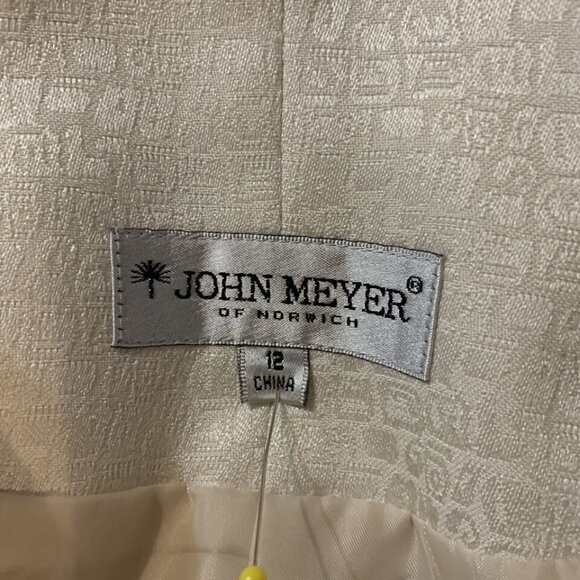 JOHN MEYER®
OF NORWICH
12
CHINA